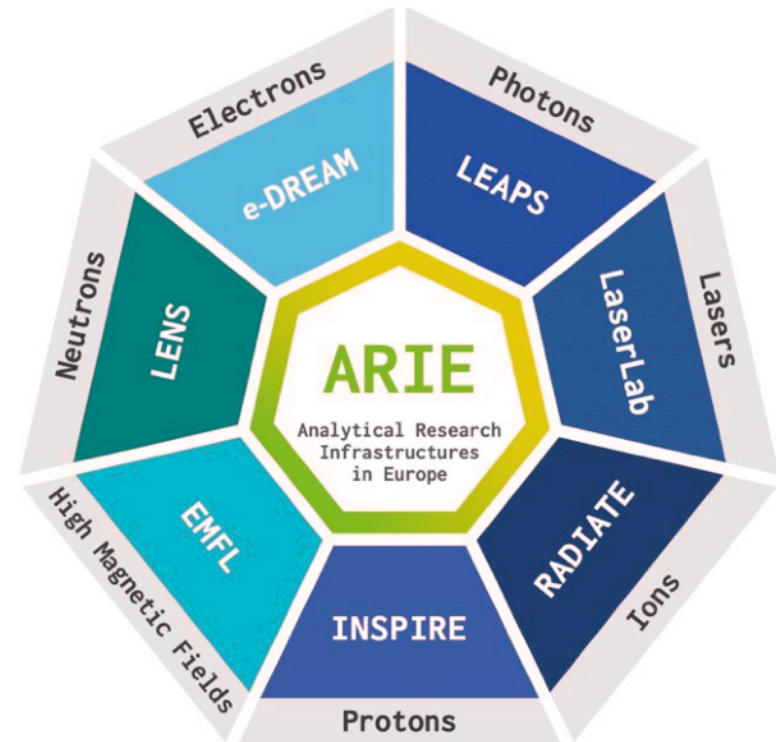 Electrons
Photons
e-DREAM
LEAPS
Neutrons
LENS
LaserLab
Lasers
ARIE
Analytical Research
Infrastructures
in Europe
High Magnetic Fields
EMFL
RADIATE
Ions
INSPIRE
Protons